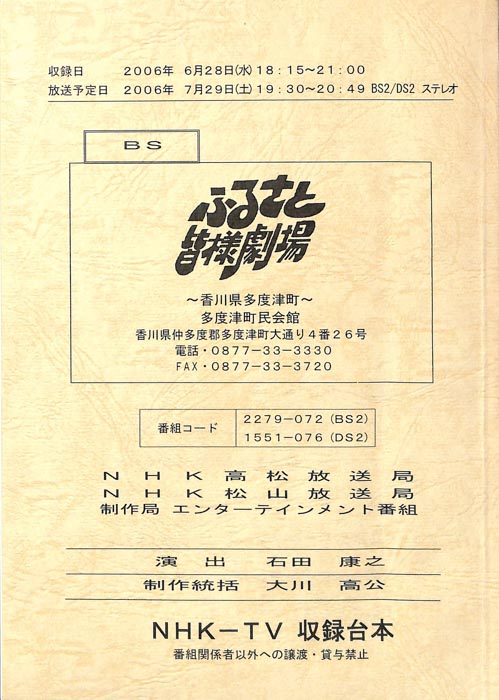 収録日　２００６年　６月２８日(水)１８：１５～２１：００
放送予定日　２００６年　７月２９日(土)１９：３０～２０：４９　BS2/DS2　ステレオ
ＢＳ
ふるさと
皆様劇場
～香川県多度津町～
多度津町民会館
香川県仲多度郡多度津町大通り４番２６号
電話・０８７７－３３－３３３０
FAX・０８７７－３３－３７２０
番組コード
２２７９－０７２（BS2）
１５５１－０７６（DS2）
ＮＨＫ高松放送局
ＮＨＫ松山放送局
制作局　エンターテインメント番組
演出　石田　康之
制作統括　大川　高公
NHK－TV　収録台本
番組関係者以外への譲渡・貸与禁止